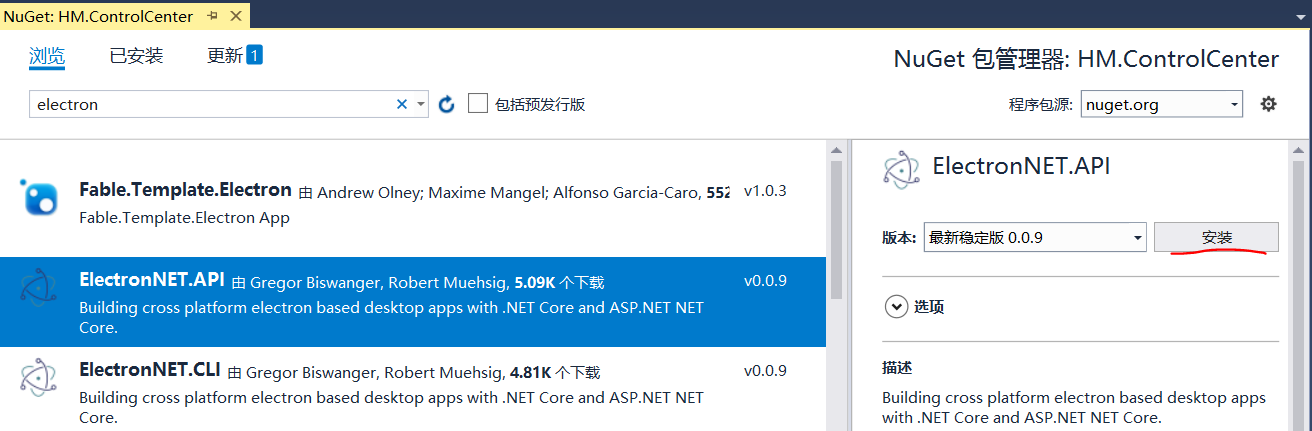 NuGet: HM.ControlCenter
浏览 已安装 更新 1
NuGet 包管理器: HM.ControlCenter
electron
包括预发行版
程序包源: nuget.org
Fable.Template.Electron 由 Andrew Olney; Maxime Mangel; Alfonso Garcia-Caro, 552 v1.0.3
Fable.Template.Electron App
ElectronNET.API 由 Gregor Biswanger, Robert Muehsig, 5.09K 个下载 v0.0.9
Building cross platform electron based desktop apps with .NET Core and ASP.NET NET
Core.
ElectronNET.CLI 由 Gregor Biswanger, Robert Muehsig, 4.81K 个下载 v0.0.9
Building cross platform electron based desktop apps with .NET Core and ASP.NET NET
Core.
ElectronNET.API
版本: 最新稳定版 0.0.9 安装
选项
描述
Building cross platform electron based desktop apps
with .NET Core and ASP.NET NET Core.